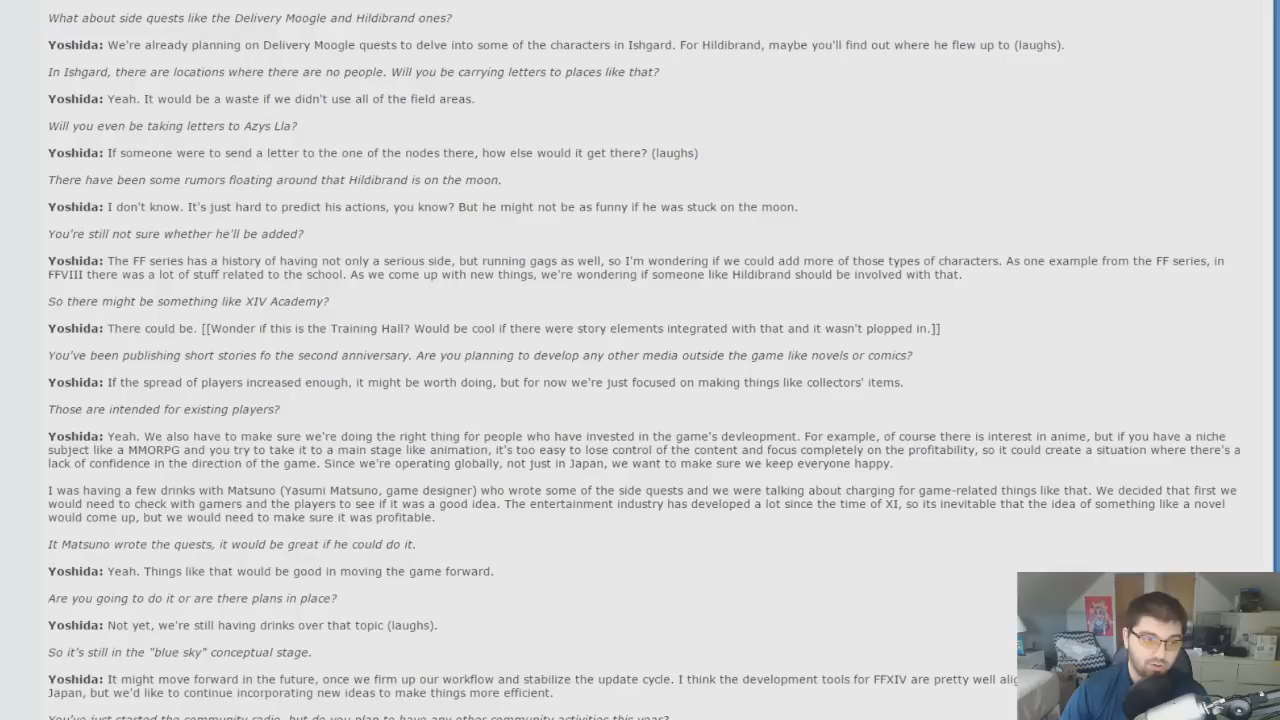 What about side quests like the Delivery Moogle and Hildibrand ones?
Yoshida: We're already planning on Delivery Moogle quests to delve into some of the characters in Ishgard. For Hildibrand, maybe you'll find out where he flew up to (laughs).
In Ishgard, there are locations where there are no people. Will you be carrying letters to places like that?
Yoshida: Yeah. It would be a waste if we didn't use all of the field areas.
Will you even be taking letters to Azys Lla?
Yoshida: If someone were to send a letter to the one of the nodes there, how else would it get there? (laughs)
There have been some rumors floating around that Hildibrand is on the moon.
Yoshida: I don't know. It's just hard to predict his actions, you know? But he might not be as funny if he was stuck on the moon.
You're still not sure whether he'll be added?
Yoshida: The FF series has a history of having not only a serious side, but running gags as well, so I'm wondering if we could add more of those types of characters. As one example from the FF series, in
FFVIII there was a lot of stuff related to the school. As we come up with new things, we're wondering if someone like Hildibrand should be involved with that.
So there might be something like XIV Academy?
Yoshida: There could be. [[Wonder if this is the Training Hall? Would be cool if there were story elements integrated with that and it wasn't plopped in.]]
You've been publishing short stories fo the second anniversary. Are you planning to develop any other media outside the game like novels or comics?
Yoshida: If the spread of players increased enough, it might be worth doing, but for now we're just focused on making things like collectors' items.
Those are intended for existing players?
Yoshida: Yeah. We also have to make sure we're doing the right thing for people who have invested in the game's devleopment. For example, of course there is interest in anime, but if you have a niche
subject like a MMORPG and you try to take it to a main stage like animation, it's too easy to lose control of the content and focus completely on the profitability, so it could create a situation where there's a
lack of confidence in the direction of the game. Since we're operating globally, not just in Japan, we want to make sure we keep everyone happy.
I was having a few drinks with Matsuno (Yasumi Matsuno, game designer) who wrote some of the side quests and we were talking about charging for game-related things like that. We decided that first we
would need to check with gamers and the players to see if it was a good idea. The entertainment industry has developed a lot since the time of XI, so its inevitable that the idea of something like a novel
would come up, but we would need to make sure it was profitable.
It Matsuno wrote the quests, it would be great if he could do it.
Yoshida: Yeah. Things like that would be good in moving the game forward.
Are you going to do it or are there plans in place?
Yoshida: Not yet, we're still having drinks over that topic (laughs).
So it's still in the "blue sky" conceptual stage.
Yoshida: It might move forward in the future, once we firm up our workflow and stabilize the update cycle. I think the development tools for FFXIV are pretty well
Japan, but we'd like to continue incorporating new ideas to make things more efficient.
You've just started the community radio, but do you plan to have any other community activities this year?